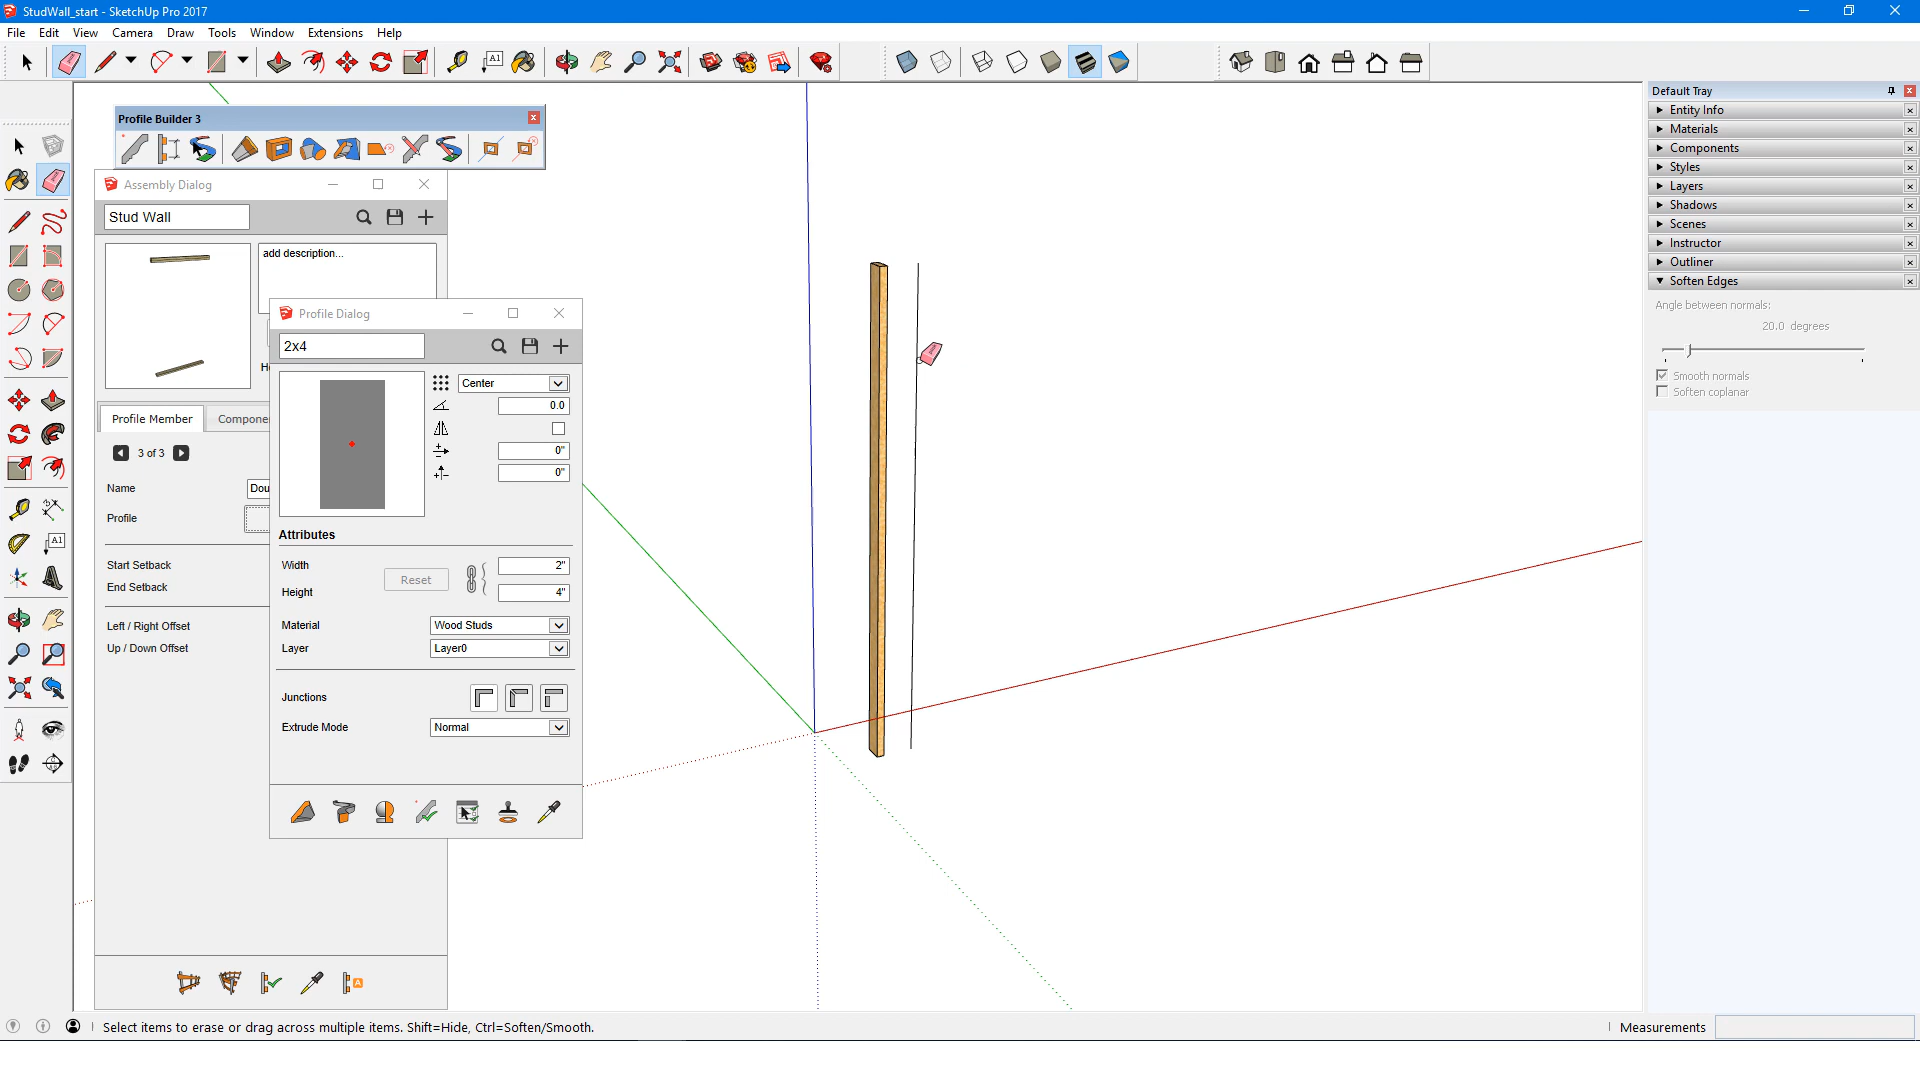 StudWall_start - SketchUp Pro 2017
File Edit View Camera Draw Tools Window Extensions Help
Profile Builder 3
Assembly Dialog
Stud Wall
add description...
Profile Dialog
2x4
Center
0.0
0"
0"
Profile Member Compone
3 of 3
Name Dou
Profile
Start Setback
End Setback
Left / Right Offset
Up / Down Offset
Attributes
Width 2"
Reset
Height 4"
Material Wood Studs
Layer Layer0
Junctions
Extrude Mode Normal
Default Tray
Entity Info
Materials
Components
Styles
Layers
Shadows
Scenes
Instructor
Outliner
Soften Edges
Angle between normals:
20.0 degrees
Smooth normals
Soften coplanar
Select items to erase or drag across multiple items. Shift=Hide, Ctrl=Soften/Smooth.
Measurements